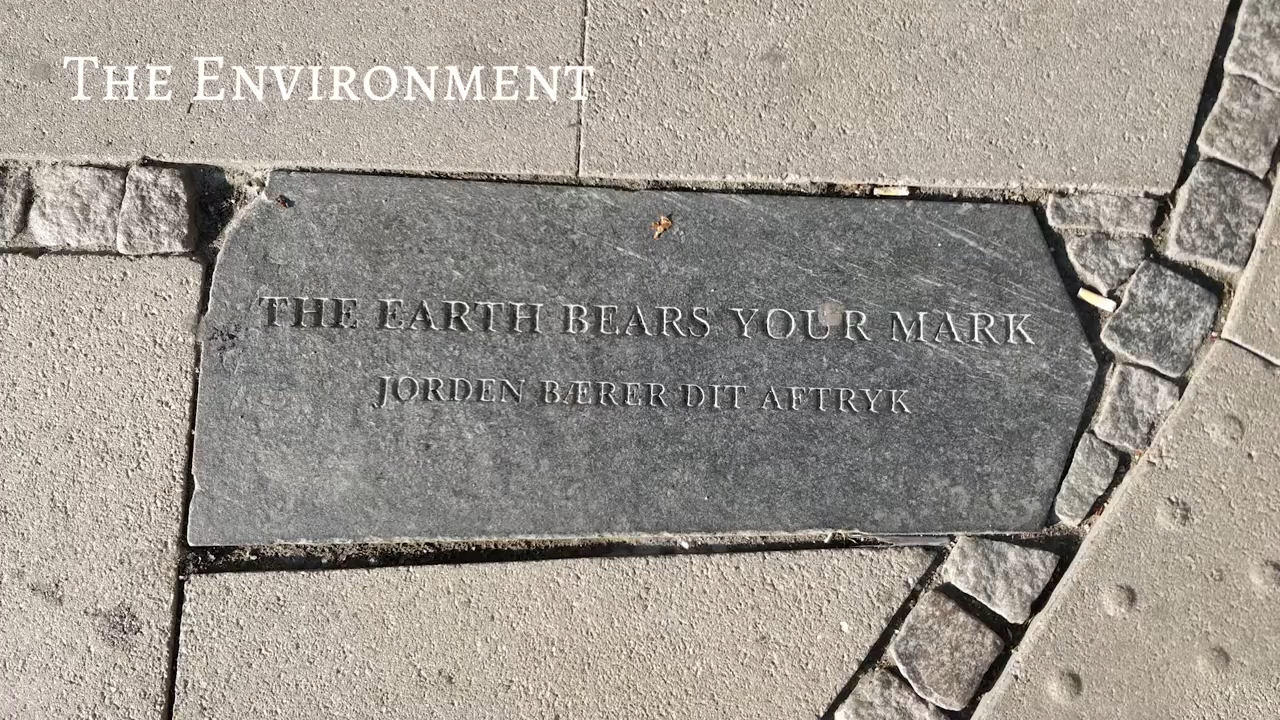 The Environment
THE EARTH BEARS YOUR MARK
JORDEN BÆRER DIT AFTRYK